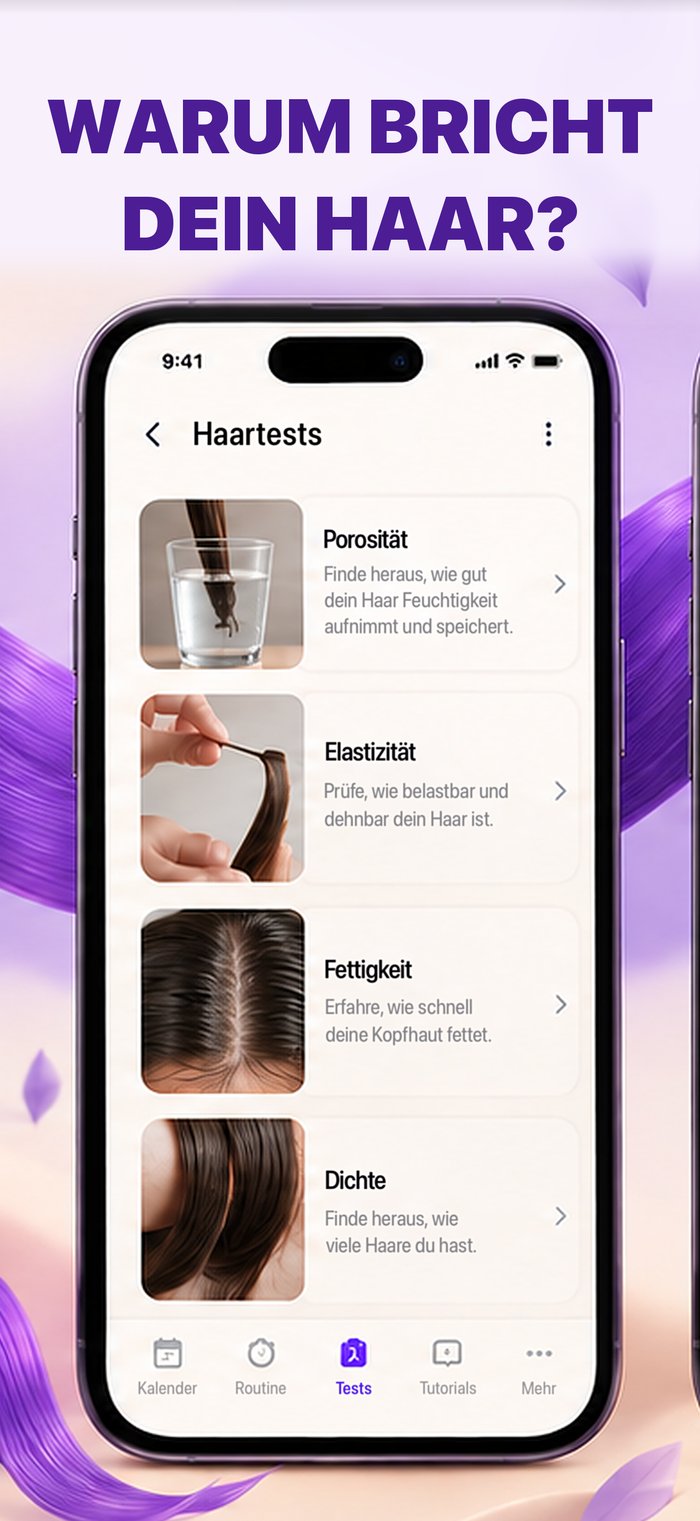 WARUM BRICHT
DEIN HAAR?
9:41
Haartests
Porosität
Finde heraus, wie gut
dein Haar Feuchtigkeit
aufnimmt und speichert.
Elastizität
Prüfe, wie belastbar und
dehnbar dein Haar ist.
Fettigkeit
Erfahre, wie schnell
deine Kopfhaut fettet.
Dichte
Finde heraus, wie
viele Haare du hast.
Kalender
Routine
Tests
Tutorials
Mehr